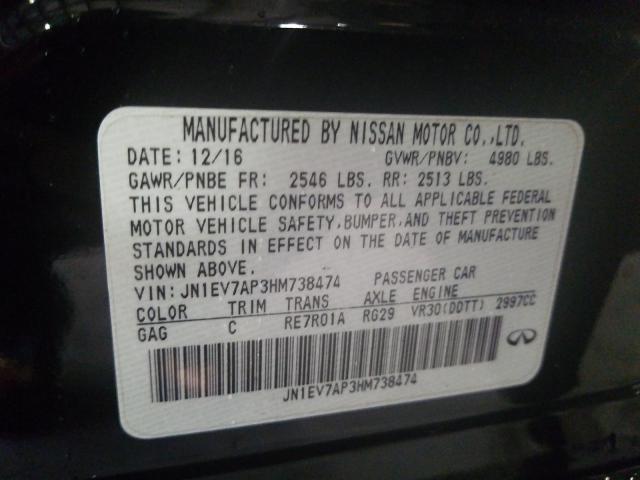 MANUFACTURED BY NISSAN MOTOR CO.,LTD.
DATE: 12/16 GVWR/PNBV: 4980 LBS.
GAWR/PNBE FR: 2546 LBS. RR: 2513 LBS.
THIS VEHICLE CONFORMS TO ALL APPLICABLE FEDERAL
MOTOR VEHICLE SAFETY,BUMPER,AND THEFT PREVENTION
STANDARDS IN EFFECT ON THE DATE OF MANUFACTURE
SHOWN ABOVE.
VIN:JN1EV7AP3HM738474 PASSENGER CAR
COLOR TRIM TRANS AXLE ENGINE
GAG C RE7R01A RG29 VR30(DDTT) 2997CC
JN1EV7AP3HM738474